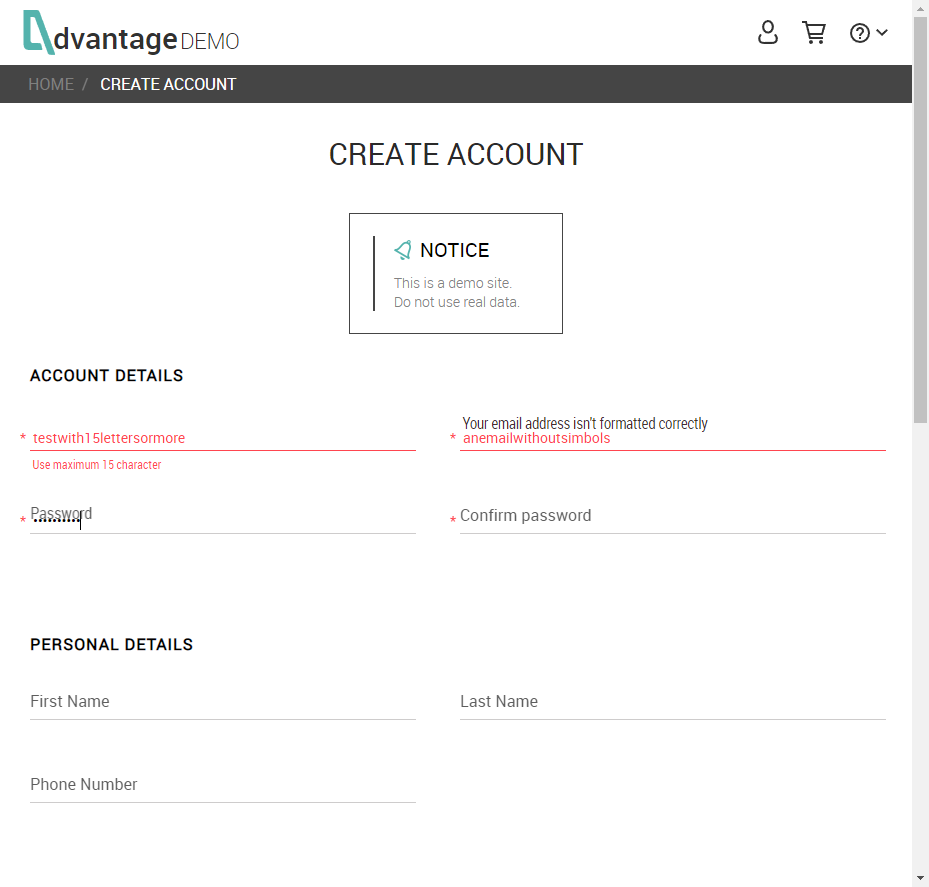 dvantage DEMO
HOME / CREATE ACCOUNT
CREATE ACCOUNT
NOTICE
This is a demo site.
Do not use real data.
ACCOUNT DETAILS
Your email address isn't formatted correctly
* testwith15lettersormore
* anemailwithoutsimbols
Use maximum 15 character
* Password
* Confirm password
PERSONAL DETAILS
First Name
Last Name
Phone Number